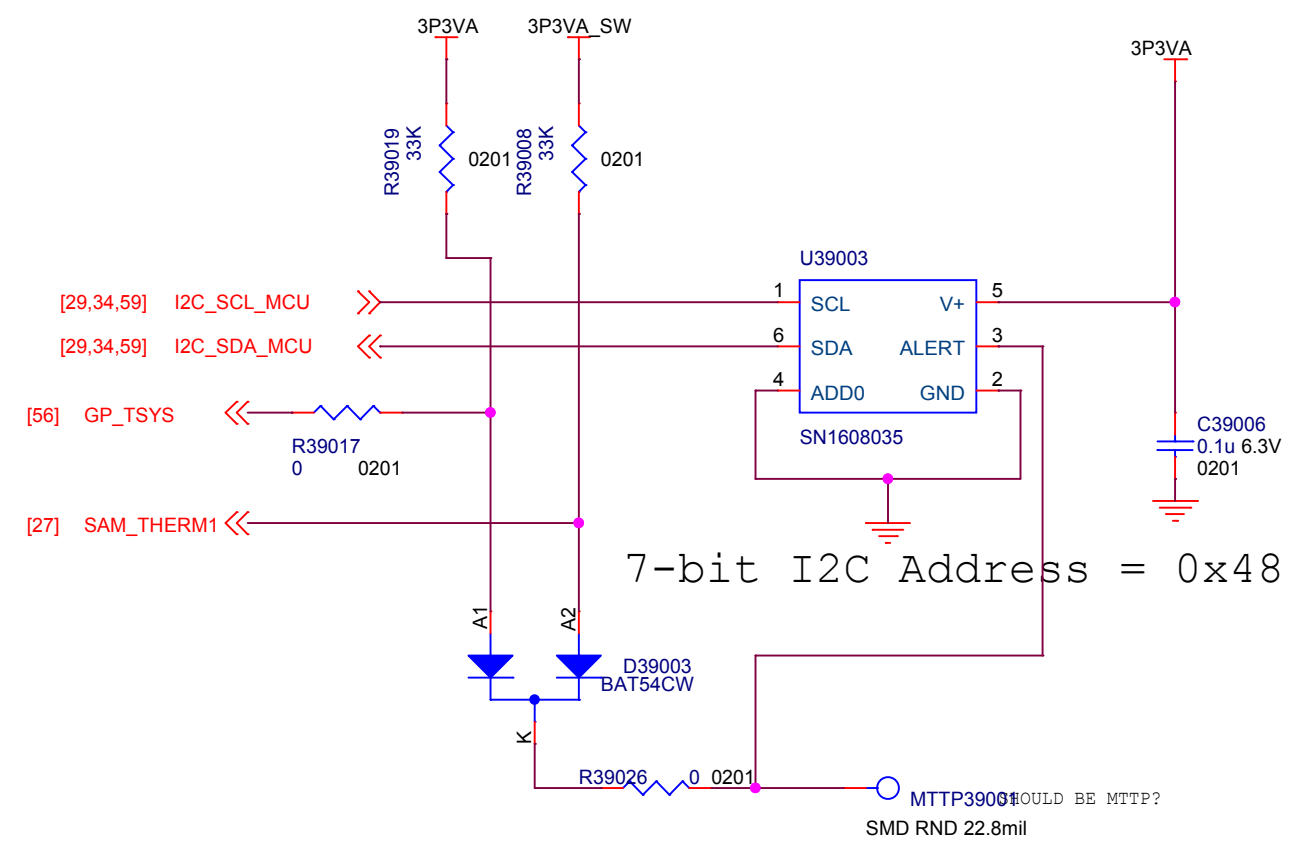 3P3VA
3P3VA_SW
3P3VA
R39019
33K
0201
R39008
33K
0201
U39003
[29,34,59] I2C_SCL_MCU
1
SCL
V+
5
[29,34,59] I2C_SDA_MCU
6
SDA
ALERT
3
4
ADD0
GND
2
[56] GP_TSYS
SN1608035
R39017
0 0201
C39006
0.1u 6.3V
0201
[27] SAM_THERM1
7-bit I2C Address = 0x48
A1
A2
D39003
BAT54CW
K
R39026 0 0201
MTTP39001
SHOULD BE MTTP?
SMD RND 22.8mil